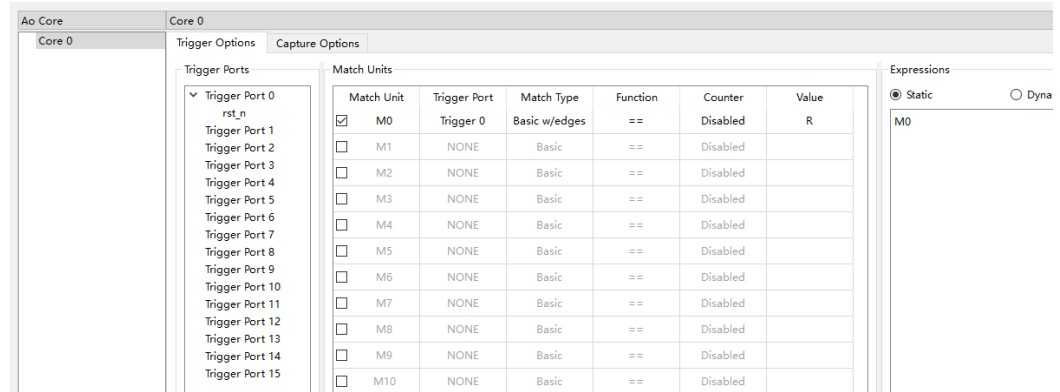 Ao Core Core 0
Core 0
Trigger Options Capture Options
Trigger Ports Match Units Expressions
Trigger Port 0
rst_n
Trigger Port 1
Trigger Port 2
Trigger Port 3
Trigger Port 4
Trigger Port 5
Trigger Port 6
Trigger Port 7
Trigger Port 8
Trigger Port 9
Trigger Port 10
Trigger Port 11
Trigger Port 12
Trigger Port 13
Trigger Port 14
Trigger Port 15
Match Unit Trigger Port Match Type Function Counter Value
M0 Trigger 0 Basic w/edges == Disabled R
M1 NONE Basic == Disabled
M2 NONE Basic == Disabled
M3 NONE Basic == Disabled
M4 NONE Basic == Disabled
M5 NONE Basic == Disabled
M6 NONE Basic == Disabled
M7 NONE Basic == Disabled
M8 NONE Basic == Disabled
M9 NONE Basic == Disabled
M10 NONE Basic == Disabled
Static Dyna
M0